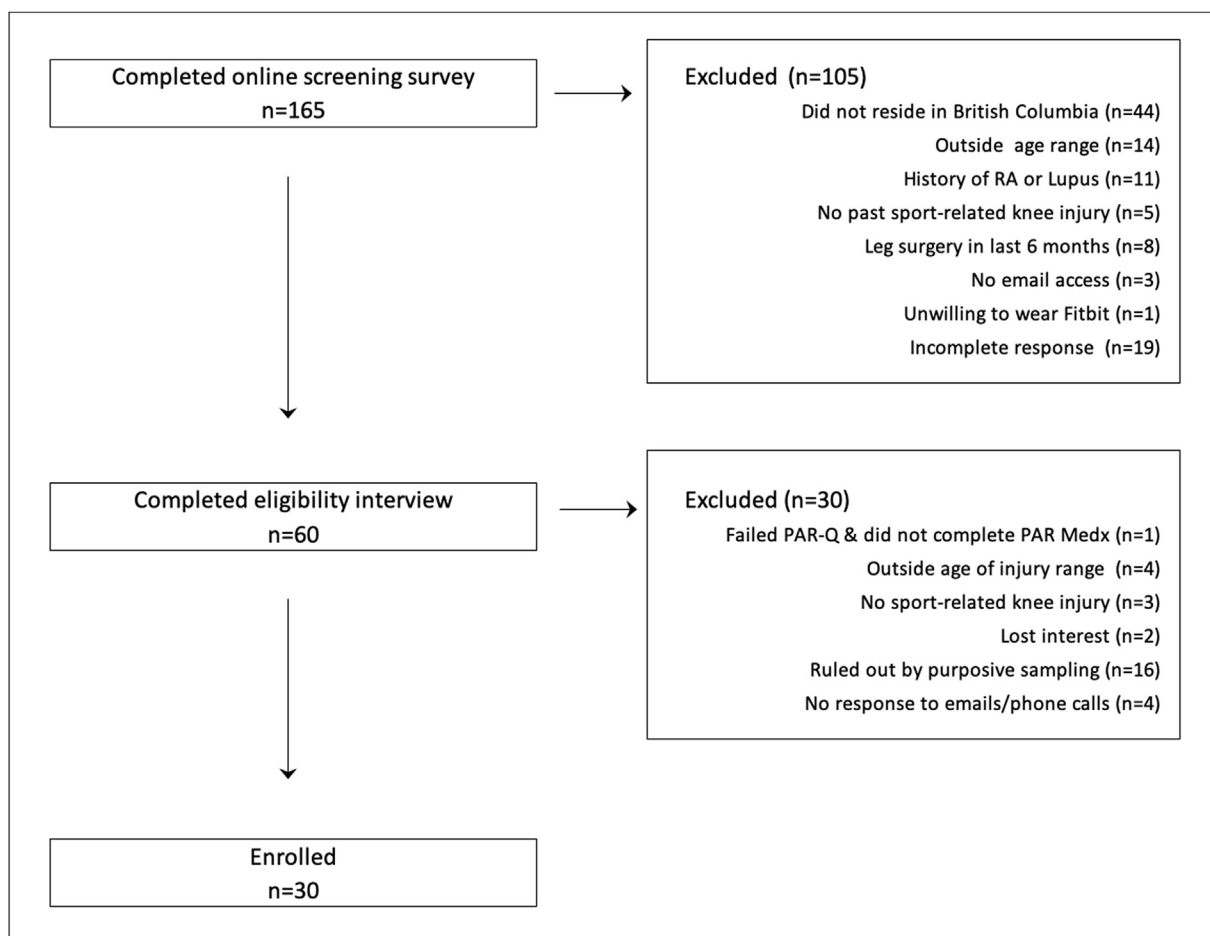 Completed online screening survey
n=165
Excluded (n=105)
Did not reside in British Columbia (n=44)
Outside age range (n=14)
History of RA or Lupus (n=11)
No past sport-related knee injury (n=5)
Leg surgery in last 6 months (n=8)
No email access (n=3)
Unwilling to wear Fitbit (n=1)
Incomplete response (n=19)
Completed eligibility interview
n=60
Excluded (n=30)
Failed PAR-Q & did not complete PAR Medx (n=1)
Outside age of injury range (n=4)
No sport-related knee injury (n=3)
Lost interest (n=2)
Ruled out by purposive sampling (n=16)
No response to emails/phone calls (n=4)
Enrolled
n=30